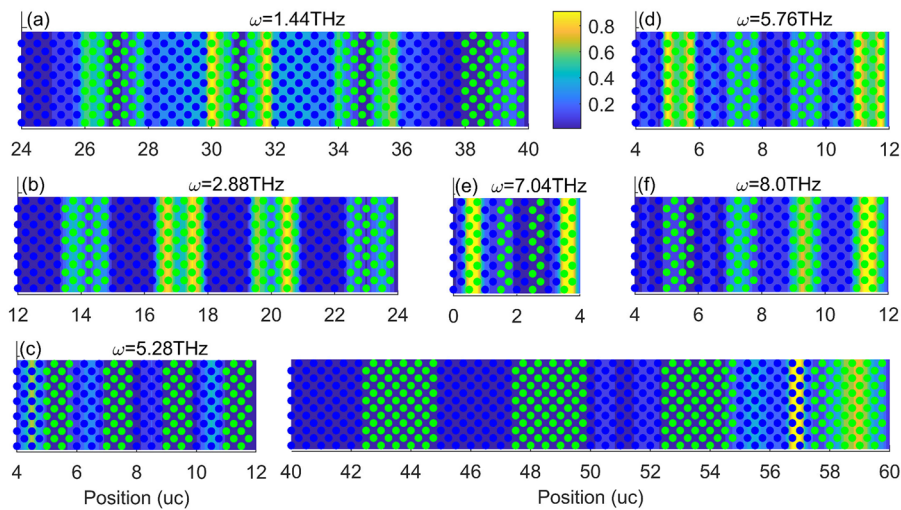 (a) ω=1.44THz
24 26 28 30 32 34 36 38 40
0.8
0.6
0.4
0.2
(d) ω=5.76THz
4 6 8 10 12
(b) ω=2.88THz
12 14 16 18 20 22 24
(e) ω=7.04THz
0 2 4
(f) ω=8.0THz
4 6 8 10 12
(c) ω=5.28THz
4 6 8 10 12
Position (uc)
40 42 44 46 48 50 52 54 56 58 60
Position (uc)